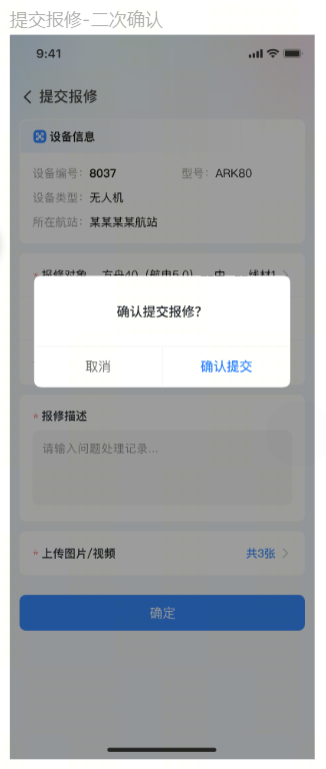 提交报修-二次确认
9:41
提交报修
设备信息
设备编号： 8037 型号： ARK80
设备类型： 无人机
所在航站： 某某某某航站
* 报修对象
确认提交报修？
取消 确认提交
* 报修描述
请输入问题处理记录...
* 上传图片/视频 共3张
确定